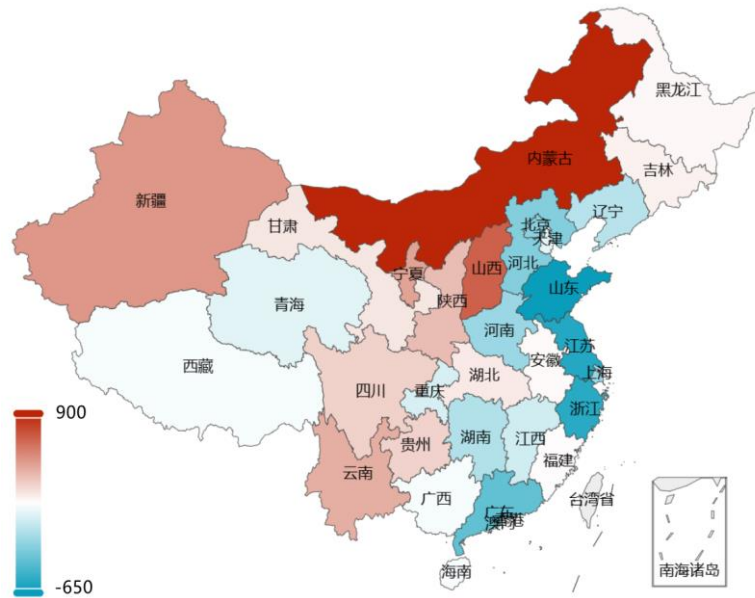 黑龙江
内蒙古
吉林
新疆
辽宁
北京
天津
甘肃
河北
山西
宁夏
山东
陕西
青海
河南
江苏
安徽
西藏
上海
湖北
四川
重庆
浙江
900
湖南
江西
贵州
福建
云南
广西
台湾省
广东
香港
澳门
海南
南海诸岛
-650